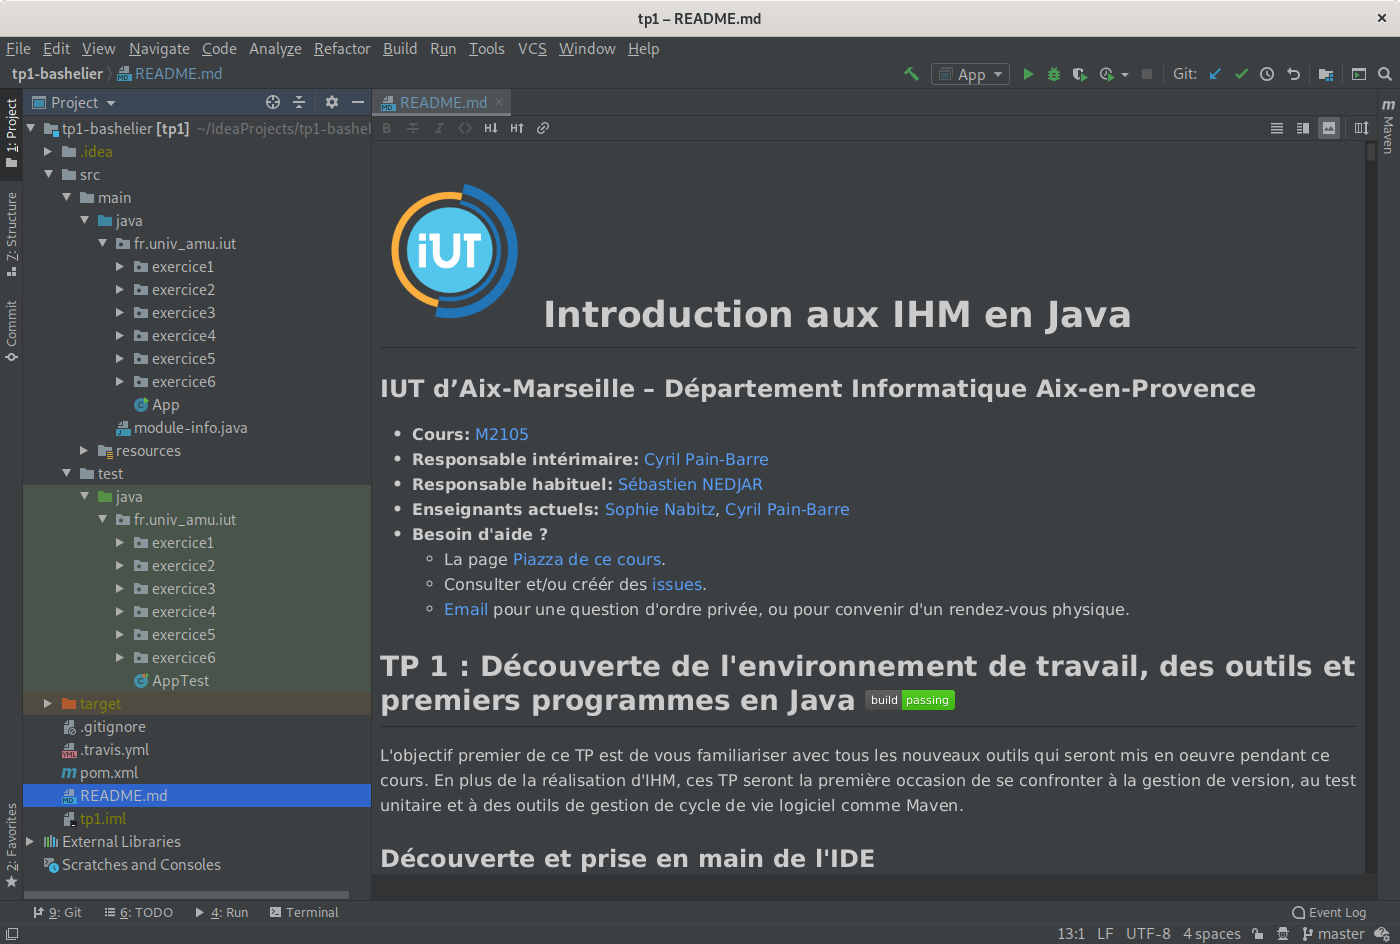 tp1 – README.md
File Edit View Navigate Code Analyze Refactor Build Run Tools VCS Window Help
tp1-bashelier README.md App Git:
1: Project
Z: Structure
Commit
2: Favorites
Project
tp1-bashelier [tp1] ~/IdeaProjects/tp1-bashel
.idea
src
main
java
fr.univ_amu.iut
exercice1
exercice2
exercice3
exercice4
exercice5
exercice6
App
module-info.java
resources
test
java
fr.univ_amu.iut
exercice1
exercice2
exercice3
exercice4
exercice5
exercice6
AppTest
target
.gitignore
.travis.yml
pom.xml
README.md
tp1.iml
External Libraries
Scratches and Consoles
README.md
B I H↓ H↑
iUT
Introduction aux IHM en Java
IUT d’Aix-Marseille – Département Informatique Aix-en-Provence
• Cours: M2105
• Responsable intérimaire: Cyril Pain-Barre
• Responsable habituel: Sébastien NEDJAR
• Enseignants actuels: Sophie Nabitz, Cyril Pain-Barre
• Besoin d'aide ?
◦ La page Piazza de ce cours.
◦ Consulter et/ou créér des issues.
◦ Email pour une question d'ordre privée, ou pour convenir d'un rendez-vous physique.
TP 1 : Découverte de l'environnement de travail, des outils et
premiers programmes en Java build passing
L'objectif premier de ce TP est de vous familiariser avec tous les nouveaux outils qui seront mis en oeuvre pendant ce
cours. En plus de la réalisation d'IHM, ces TP seront la première occasion de se confronter à la gestion de version, au test
unitaire et à des outils de gestion de cycle de vie logiciel comme Maven.
Découverte et prise en main de l'IDE
m Maven
9: Git 6: TODO 4: Run Terminal Event Log
13:1 LF UTF-8 4 spaces master